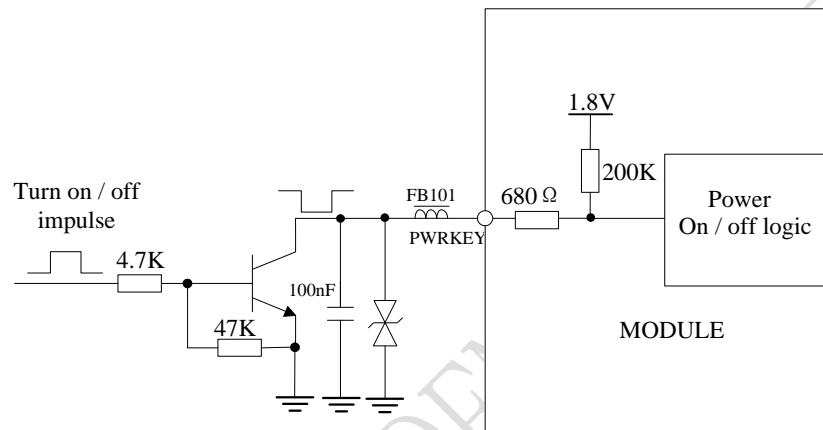 1.8V
200K
Power
On / off logic
680 Ω
FB101
PWRKEY
MODULE
Turn on / off
impulse
4.7K
100nF
47K